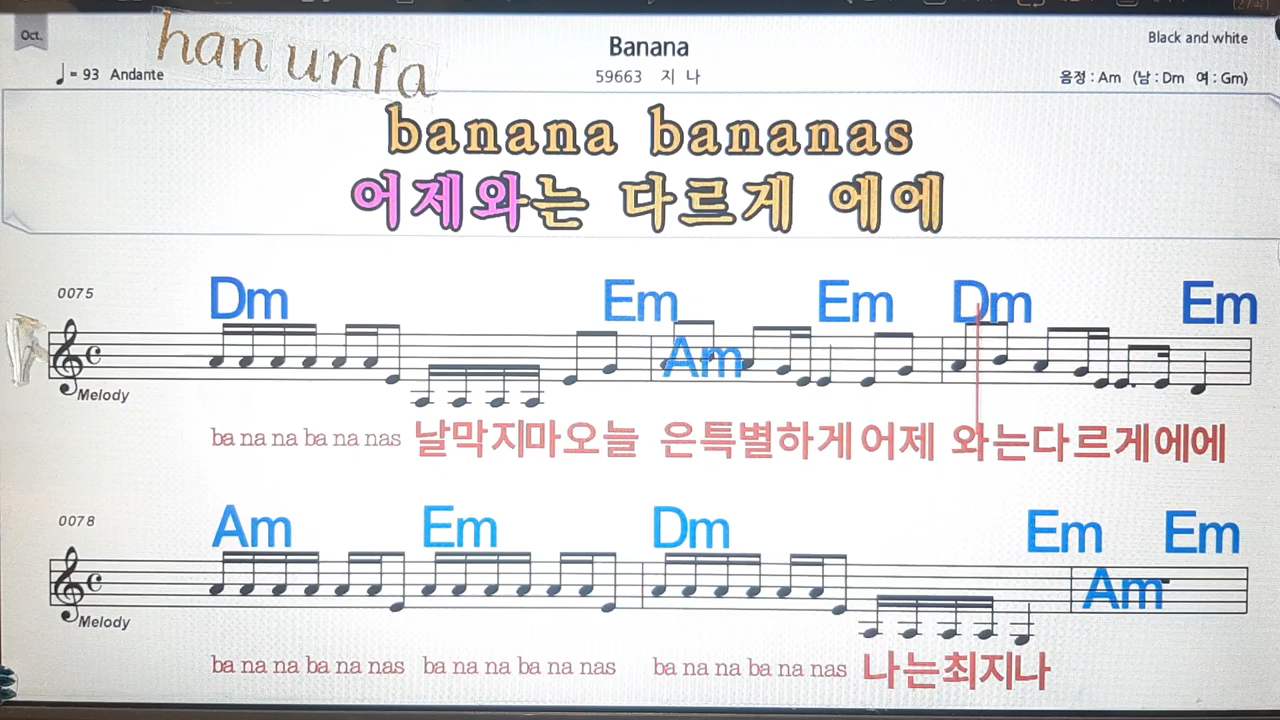 Oct.
han unfa
Banana
Black and white
= 93 Andante
59663 지 나
음정 : Am (남 : Dm 여 : Gm)
banana bananas
어제와는 다르게 에에
0075
Dm Em Em Dm Em
Am
Melody
ba na na ba na nas 날막지마오늘 은특별하게어제 와는다르게에에
0078
Am Em Dm Em Em
Am
Melody
ba na na ba na nas ba na na ba na nas ba na na ba na nas 나는최지나